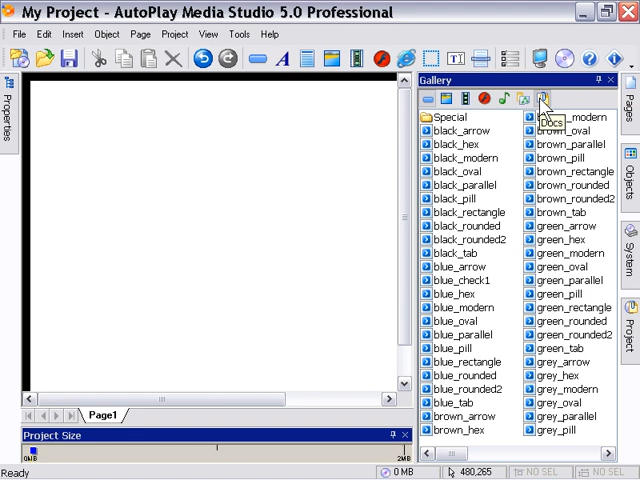 My Project - AutoPlay Media Studio 5.0 Professional
File Edit Insert Object Page Project View Tools Help
Properties
Gallery
Docs
Special
black_arrow
black_hex
black_modern
black_oval
black_parallel
black_pill
black_rectangle
black_rounded
black_rounded2
black_tab
blue_arrow
blue_check1
blue_hex
blue_modern
blue_oval
blue_parallel
blue_pill
blue_rectangle
blue_rounded
blue_rounded2
blue_tab
brown_arrow
brown_hex
_modern
brown_oval
brown_parallel
brown_pill
brown_rectangle
brown_rounded
brown_rounded2
brown_tab
green_arrow
green_hex
green_modern
green_oval
green_parallel
green_pill
green_rectangle
green_rounded
green_rounded2
green_tab
grey_arrow
grey_hex
grey_modern
grey_oval
grey_parallel
grey_pill
Pages
Objects
System
Project
Page1
Project Size
0MB 2MB
Ready 0 MB 480,265 NO SEL NO SEL